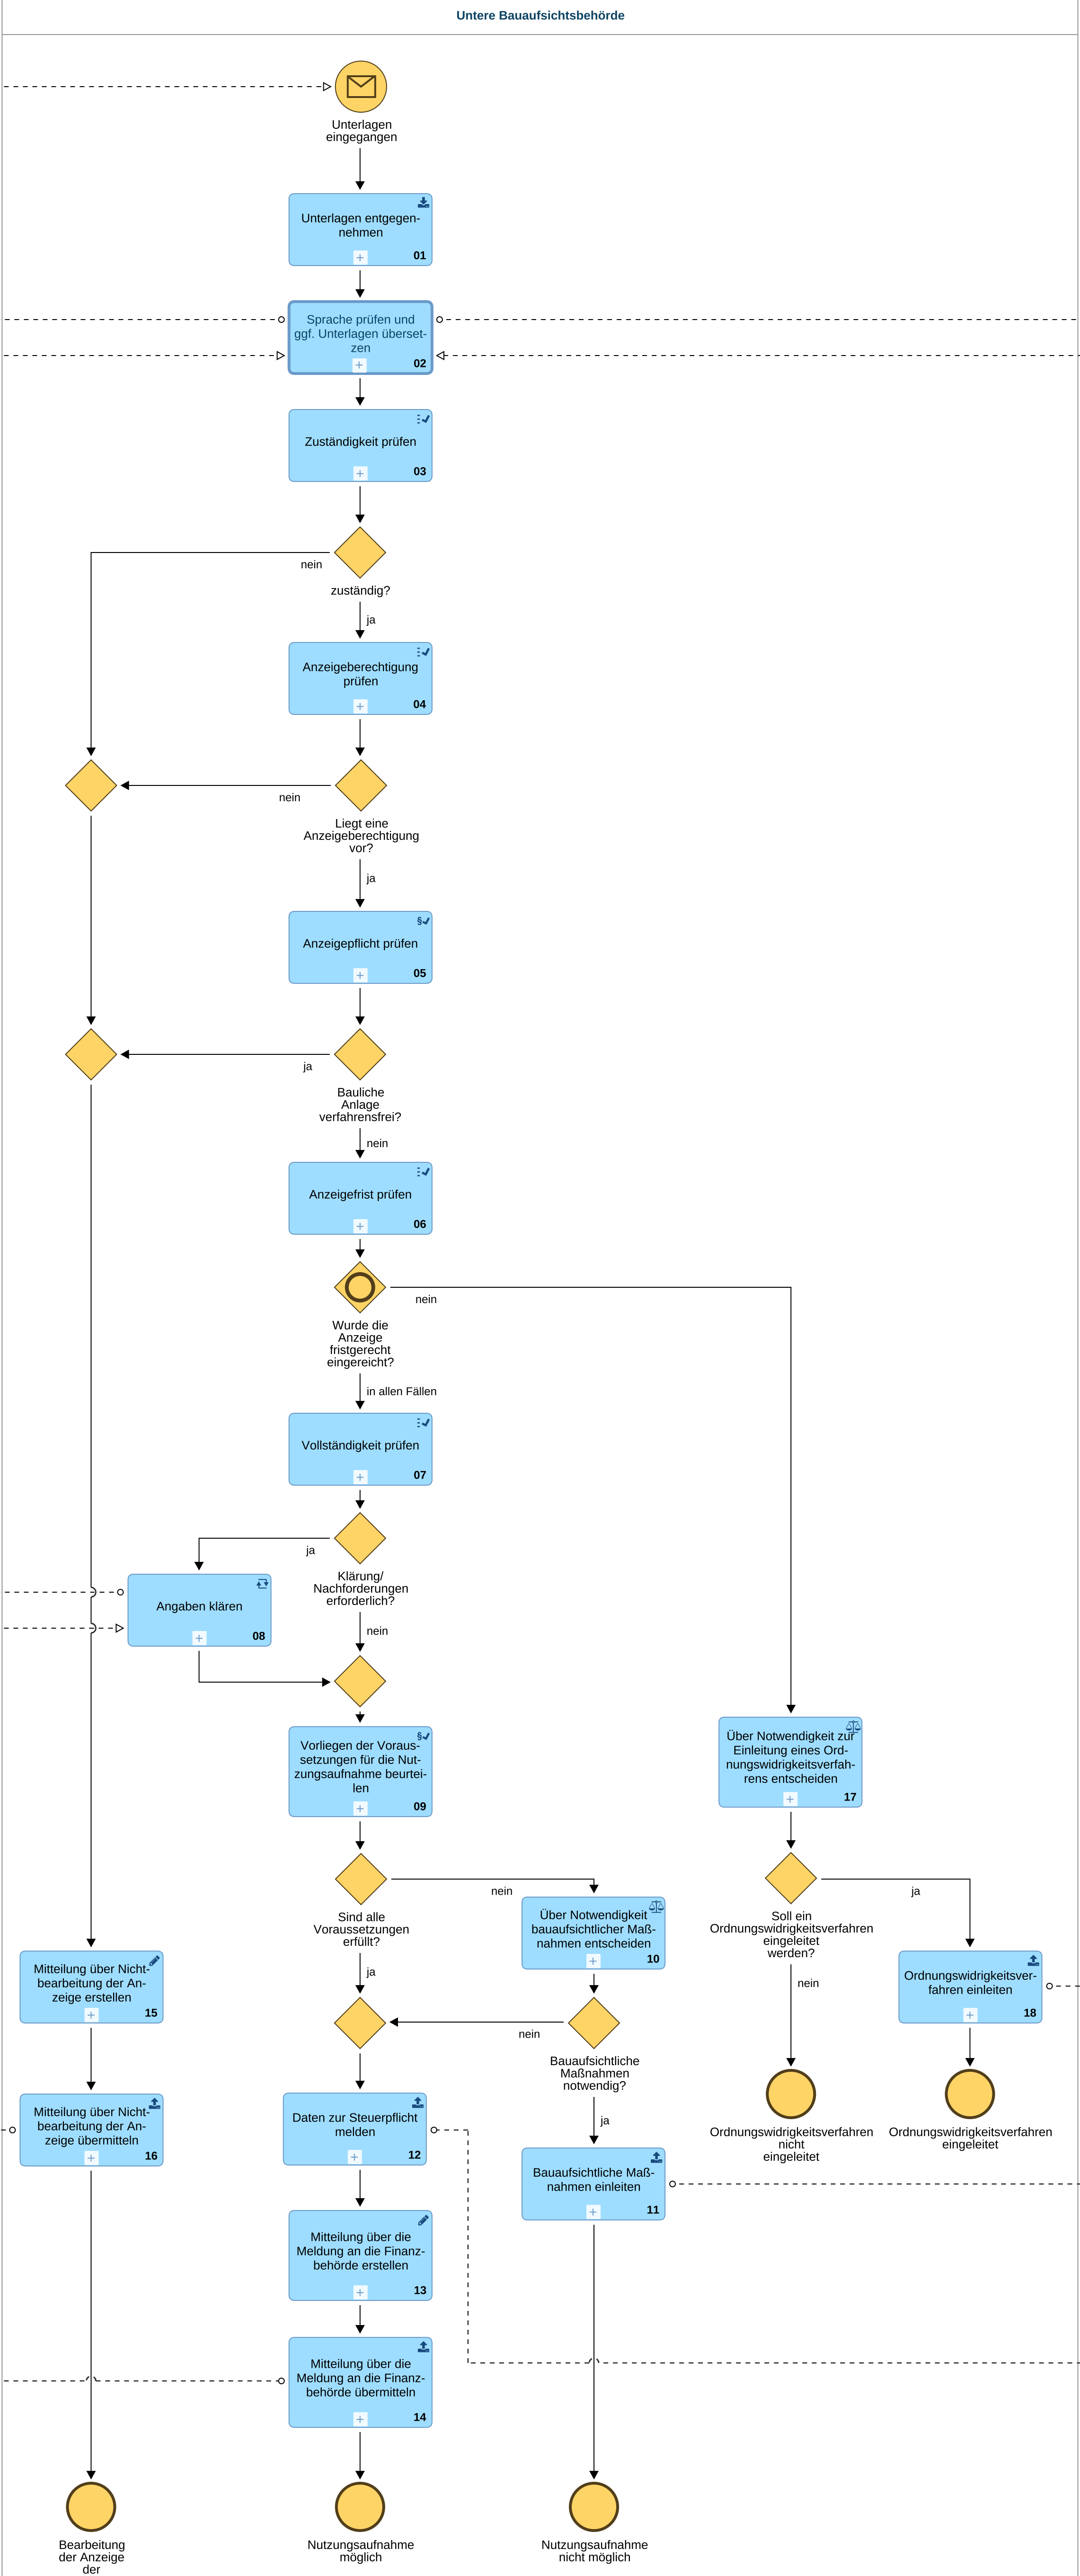 Untere Bauaufsichtsbehörde
Unterlagen
eingegangen
Unterlagen entgegen-
nehmen
01
Sprache prüfen und
ggf. Unterlagen überset-
zen
02
Zuständigkeit prüfen
03
nein
zuständig?
ja
Anzeigeberechtigung
prüfen
04
nein
Liegt eine
Anzeigeberechtigung
vor?
ja
Anzeigepflicht prüfen
05
ja
Bauliche
Anlage
verfahrensfrei?
nein
Anzeigefrist prüfen
06
nein
Wurde die
Anzeige
fristgerecht
eingereicht?
in allen Fällen
Vollständigkeit prüfen
07
ja
Klärung/
Nachforderungen
erforderlich?
nein
Angaben klären
08
Vorliegen der Voraus-
setzungen für die Nut-
zungsaufnahme beurtei-
len
09
Über Notwendigkeit zur
Einleitung eines Ord-
nungswidrigkeitsverfah-
rens entscheiden
17
nein
Sind alle
Voraussetzungen
erfüllt?
ja
Über Notwendigkeit
bauaufsichtlicher Maß-
nahmen entscheiden
10
ja
Soll ein
Ordnungswidrigkeitsverfahren
eingeleitet
werden?
nein
Ordnungswidrigkeitsver-
fahren einleiten
18
Mitteilung über Nicht-
bearbeitung der An-
zeige erstellen
15
nein
Bauaufsichtliche
Maßnahmen
notwendig?
ja
Mitteilung über Nicht-
bearbeitung der An-
zeige übermitteln
16
Daten zur Steuerpflicht
melden
12
Ordnungswidrigkeitsverfahren
nicht
eingeleitet
Ordnungswidrigkeitsverfahren
eingeleitet
Bauaufsichtliche Maß-
nahmen einleiten
11
Mitteilung über die
Meldung an die Finanz-
behörde erstellen
13
Mitteilung über die
Meldung an die Finanz-
behörde übermitteln
14
Bearbeitung
der Anzeige
der
Nutzungsaufnahme
möglich
Nutzungsaufnahme
nicht möglich